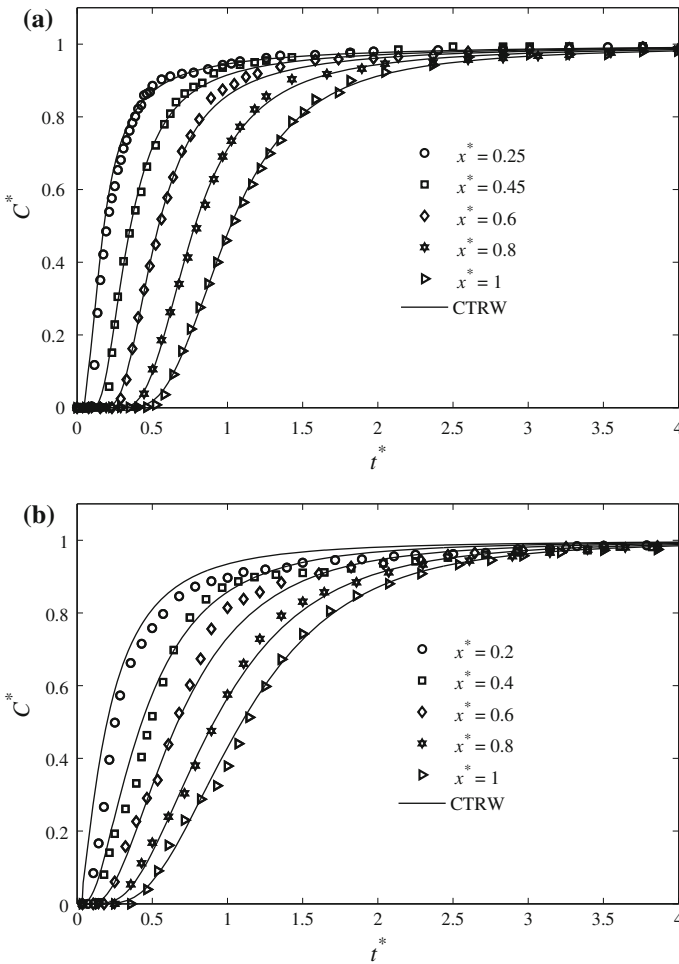 (a)
1
0.8
0.6
0.4
0.2
0
C*
x* = 0.25
x* = 0.45
x* = 0.6
x* = 0.8
x* = 1
CTRW
0 0.5 1 1.5 2 2.5 3 3.5 4
t*
(b)
1
0.8
0.6
0.4
0.2
0
C*
x* = 0.2
x* = 0.4
x* = 0.6
x* = 0.8
x* = 1
CTRW
0 0.5 1 1.5 2 2.5 3 3.5 4
t*